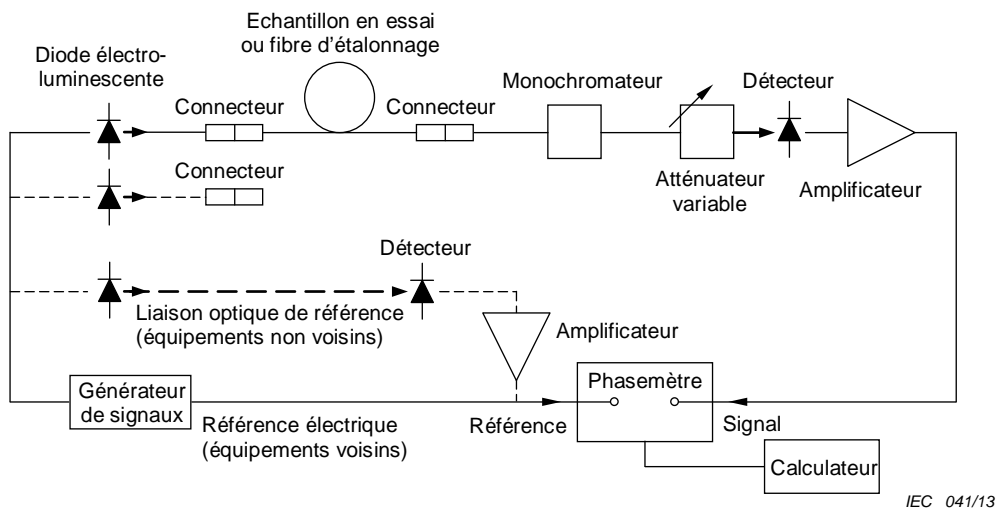 Echantillon en essai
ou fibre d'étalonnage
Diode électro-
luminescente
Connecteur
Connecteur
Monochromateur
Détecteur
Connecteur
Atténuateur
variable
Amplificateur
Détecteur
Liaison optique de référence
(équipements non voisins)
Amplificateur
Générateur
de signaux
Référence électrique
(équipements voisins)
Référence
Phasemètre
Signal
Calculateur
IEC 041/13